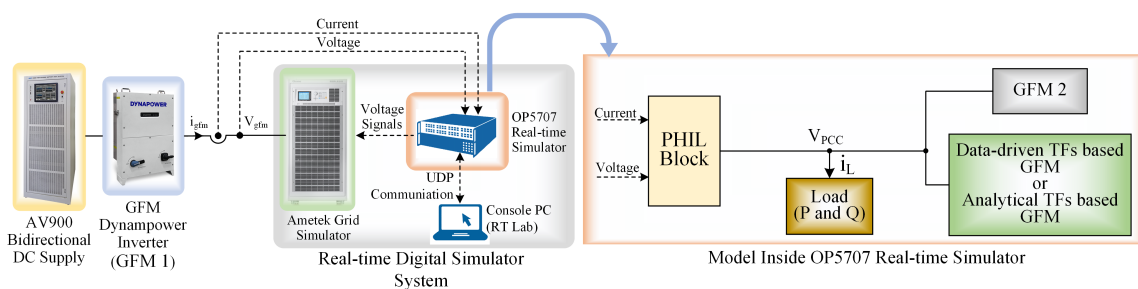 Current
Voltage
DYNAPOWER
i_gfm
V_gfm
Voltage
Signals
OP5707
Real-time
Simulator
UDP
Communiation
Console PC
(RT Lab)
Ametek Grid
Simulator
AV900
Bidirectional
DC Supply
GFM
Dynampower
Inverter
(GFM 1)
Real-time Digital Simulator
System
Current
Voltage
PHIL
Block
V_PCC
i_L
Load
(P and Q)
GFM 2
Data-driven TFs based
GFM
or
Analytical TFs based
GFM
Model Inside OP5707 Real-time Simulator